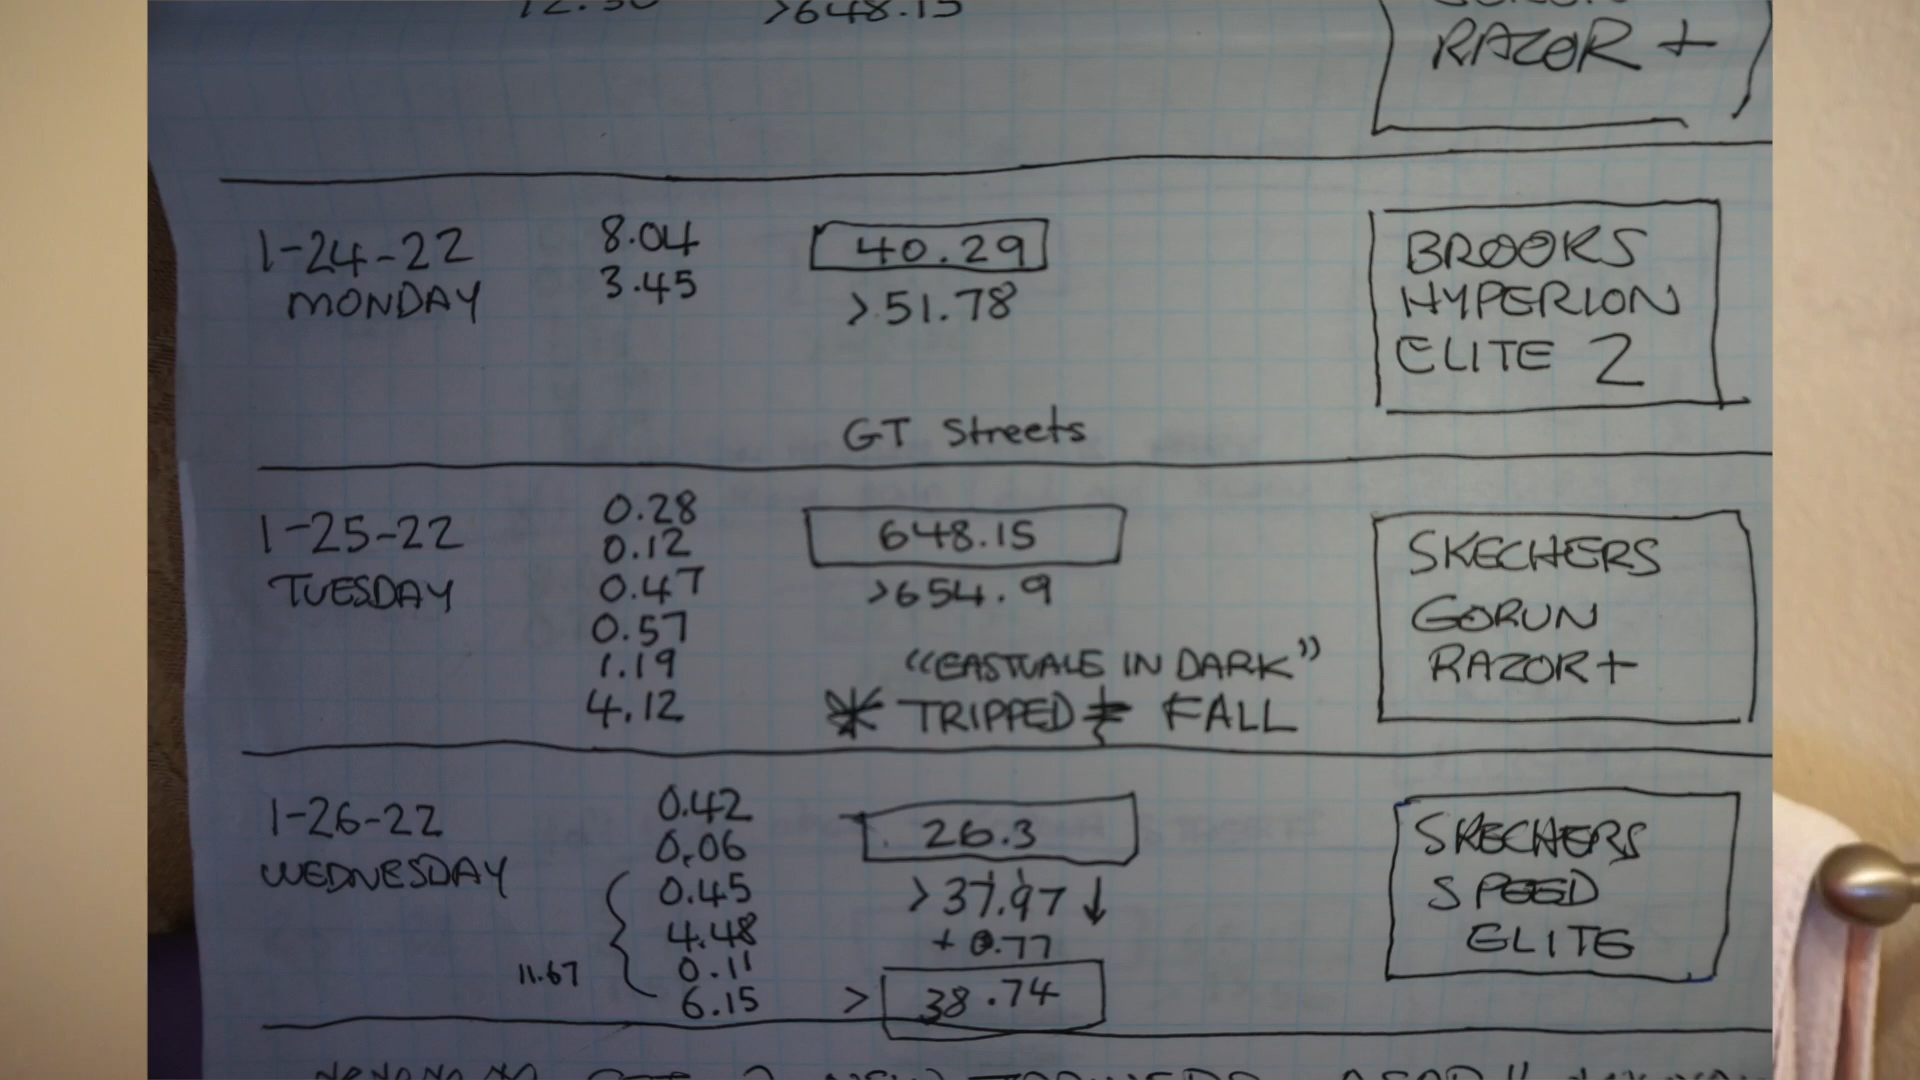 >648.15
RAZOR +
1-24-22
MONDAY
8.04
3.45
40.29
>51.78
BROOKS
HYPERION
ELITE 2
GT Streets
1-25-22
TUESDAY
0.28
0.12
0.47
0.57
1.19
4.12
648.15
>654.9
"EASTVALE IN DARK"
* TRIPPED & FALL
SKECHERS
GORUN
RAZOR+
1-26-22
WEDNESDAY
0.42
0.06
0.45
4.48
0.11
6.15
11.67
26.3
>37.97 ↓
+ 0.77
> 38.74
SKECHERS
SPEED
ELITE